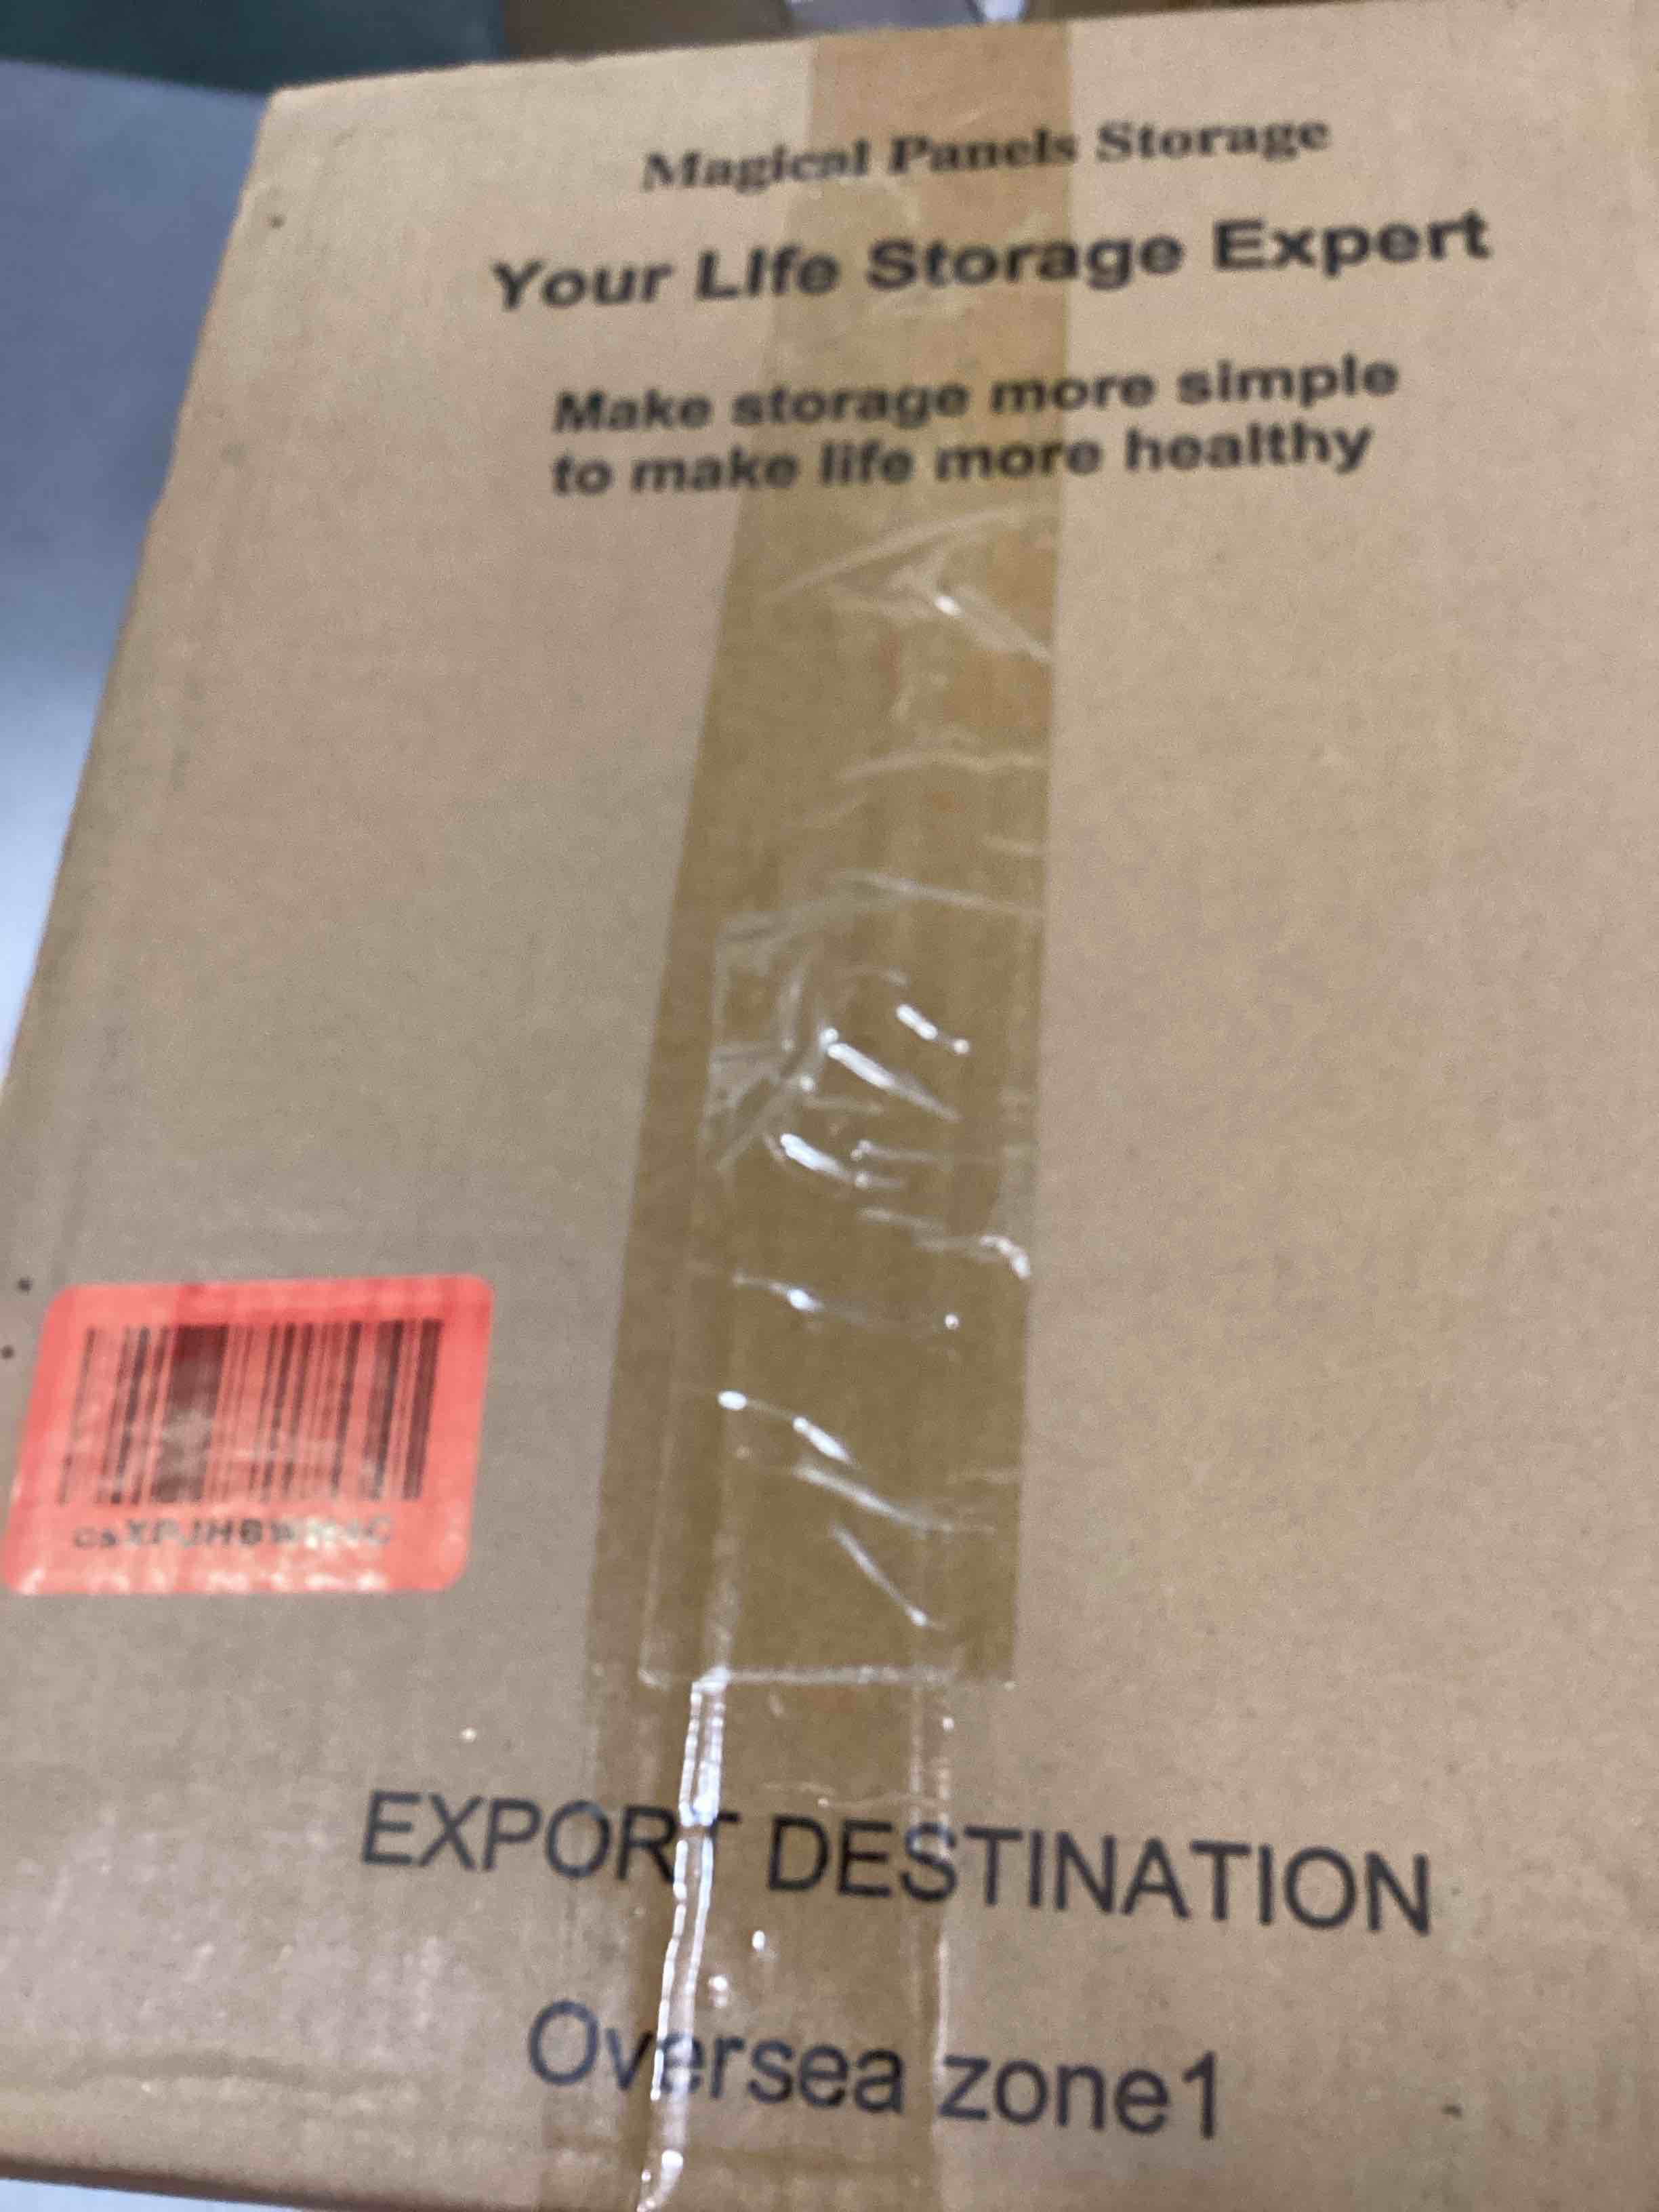 Magical Panels Storage
Your LIfe Storage Expert
Make storage more simple
to make life more healthy
EXPORT DESTINATION
Oversea zone1